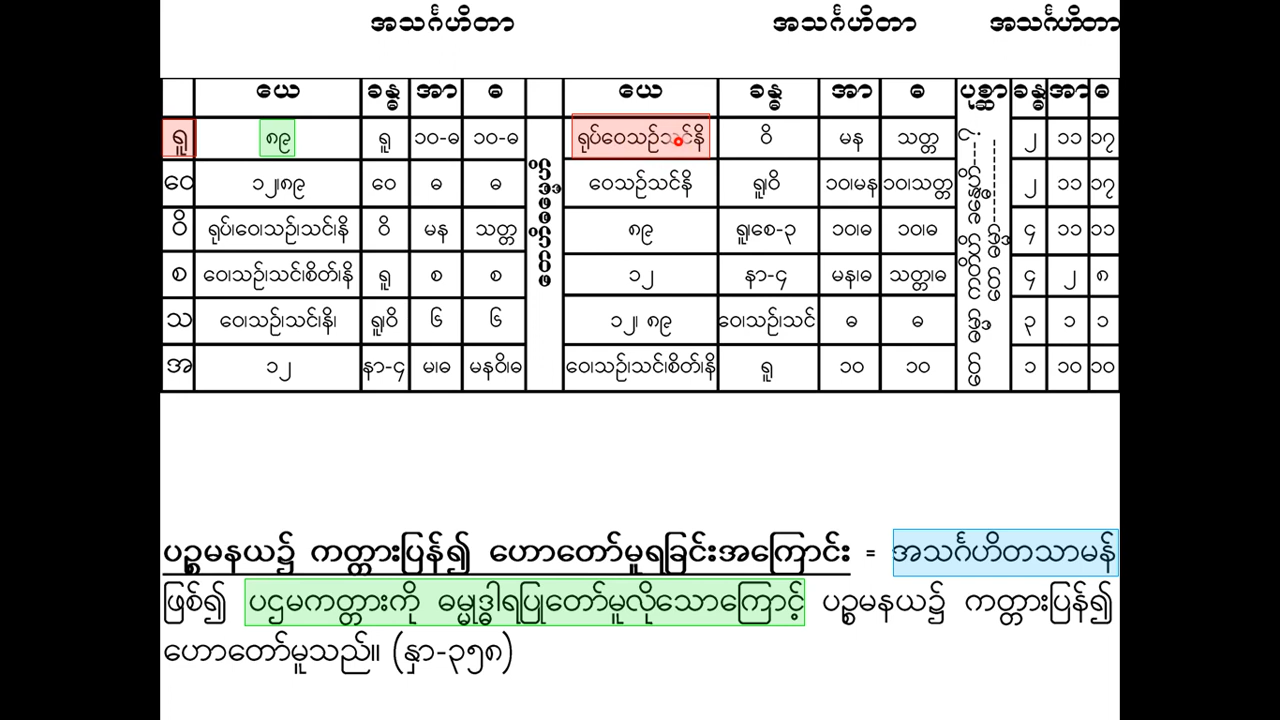 အသင်္ဂဟိတာ အသင်္ဂဟိတာ အသင်္ဂဟိတာ
ယေ ခန္ဓ အာ ဓ ယေ ခန္ဓ အာ ဓ ပုစ္ဆာ ခန္ဓ အာ ဓ
ရူ ၈၉ ရူ ၁၀-ဓ ၁၀-ဓ ရုပ်ဝေသဉ်သင်နိ ဝိ မန သတ္တ ၂ ၁၁ ၁၇
ဝေ ၁၂၊၈၉ ဝေ ဓ ဓ ဝေသဉ်သင်နိ ရူ၊ဝိ ၁၀၊မန ၁၀၊သတ္တ ၂ ၁၁ ၁၇
ဝိ ရုပ်၊ဝေ၊သဉ်၊သင်၊နိ ဝိ မန သတ္တ ၈၉ ရူ၊စေ-၃ ၁၀၊ဓ ၁၀၊ဓ ၄ ၁၁ ၁၁
စ ဝေ၊သဉ်၊သင်၊စိတ်၊နိ ရူ စ စ ၁၂ နာ-၄ မန၊ဓ သတ္တ၊ဓ ၄ ၂ ၈
သ ဝေ၊သဉ်၊သင်၊နိ၊ ရူ၊ဝိ ၆ ၆ ၁၂၊ ၈၉ ဝေ၊သဉ်၊သင် ဓ ဓ ၃ ၁ ၁
အ ၁၂ နာ-၄ မ၊ဓ မနဝိ၊ဓ ဝေ၊သဉ်၊သင်၊စိတ်၊နိ ရူ ၁၀ ၁၀ ၁ ၁၀ ၁၀
ပဉ္စမနယ၌ ကတ္တားပြန်၍ ဟောတော်မူရခြင်းအကြောင်း = အသင်္ဂဟိတသာမန်
ဖြစ်၍ ပဌမကတ္တားကို ဓမ္မုဒ္ဓါရပြုတော်မူလိုသောကြောင့် ပဉ္စမနယ၌ ကတ္တားပြန်၍
ဟောတော်မူသည်။ (နှာ-၃၅၈)